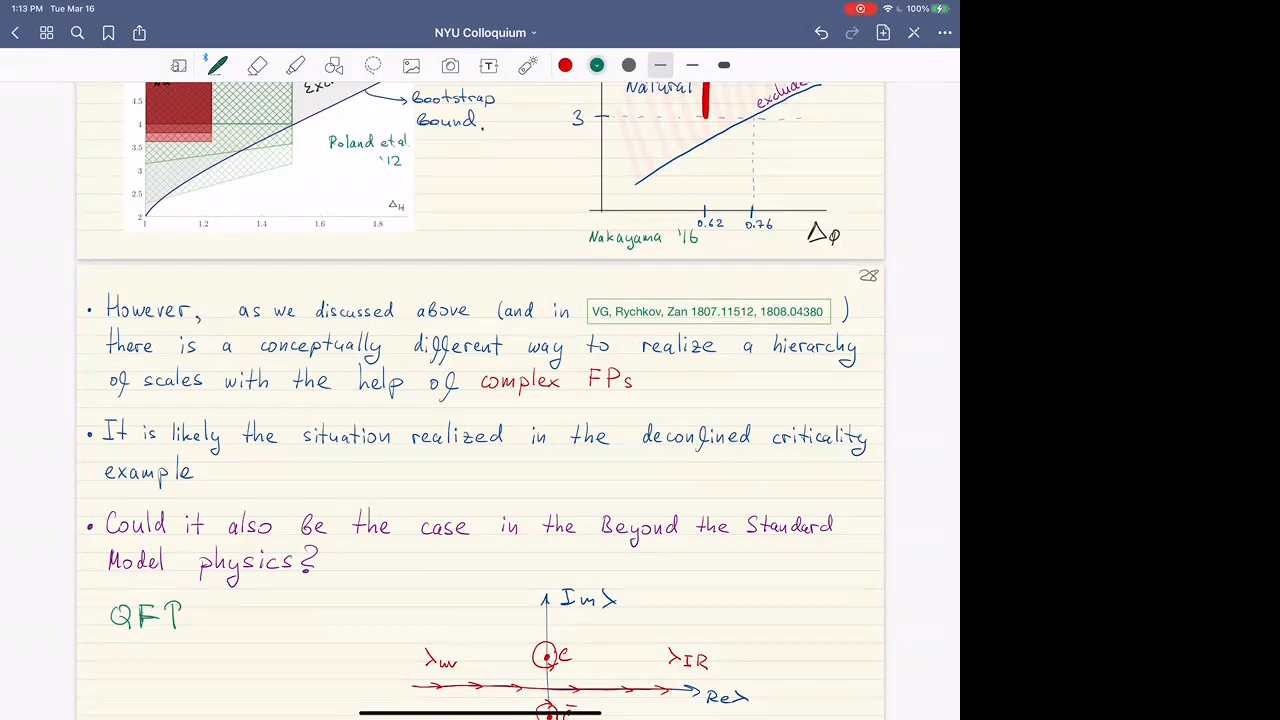 1:13 PM Tue Mar 16
100%
NYU Colloquium
4.5
4
3.5
3
2.5
2
1
1.2
1.4
1.6
1.8
Δ_H
Bootstrap
bound.
Poland et al.
'12
Natural
exclude
3
0.62
0.76
Δ_φ
Nakayama '16
28
• However, as we discussed above (and in VG, Rychkov, Zan 1807.11512, 1808.04380 )
there is a conceptually different way to realize a hierarchy
of scales with the help of complex FPs
• It is likely the situation realized in the deconfined criticality
example
• Could it also be the case in the Beyond the Standard
Model physics?
QFT
Im λ
λ_UV
C
λ_IR
Re λ